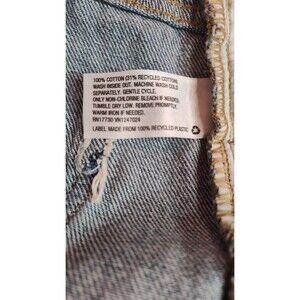 100% COTTON (31% RECYCLED COTTON)
WASH INSIDE OUT. MACHINE WASH COLD
SEPARATELY. GENTLE CYCLE.
ONLY NON-CHLORINE BLEACH IF NEEDED.
TUMBLE DRY LOW. REMOVE PROMPTLY.
WARM IRON IF NEEDED.
RN17730 VN1247024
LABEL MADE FROM 100% RECYCLED PLASTIC